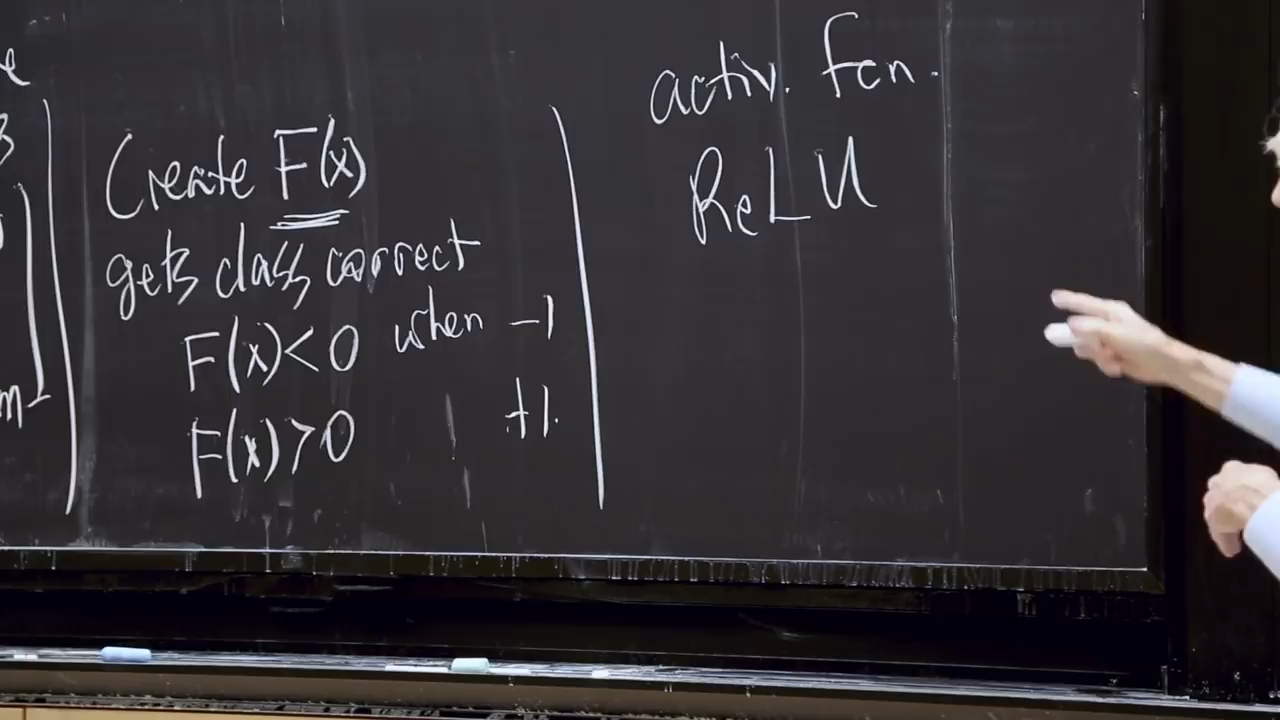 Create F(x)
gets class correct
F(x)<0 when -1
F(x)>0 +1.
activ. fcn.
ReLU